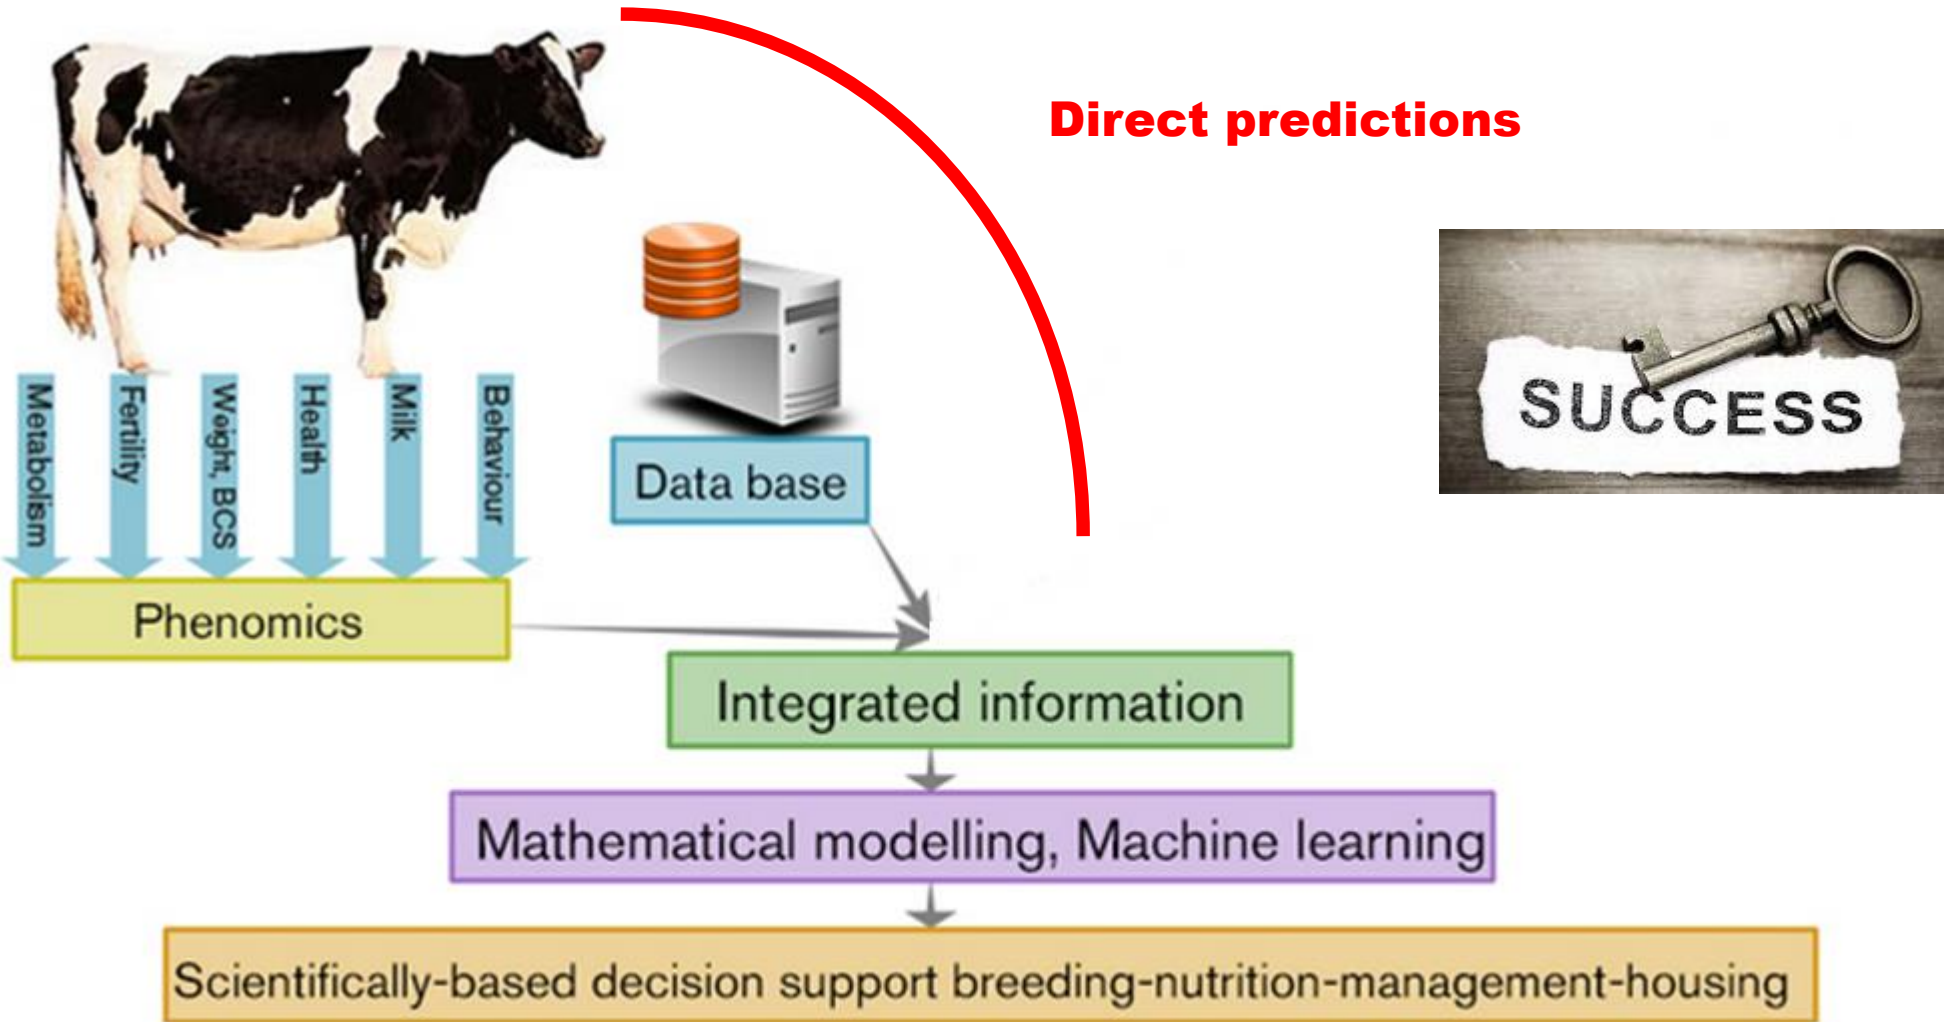 Direct predictions
SUCCESS
Metabolism
Fertility
Weight, BCS
Health
Milk
Behaviour
Data base
Phenomics
Integrated information
Mathematical modelling, Machine learning
Scientifically-based decision support breeding-nutrition-management-housing